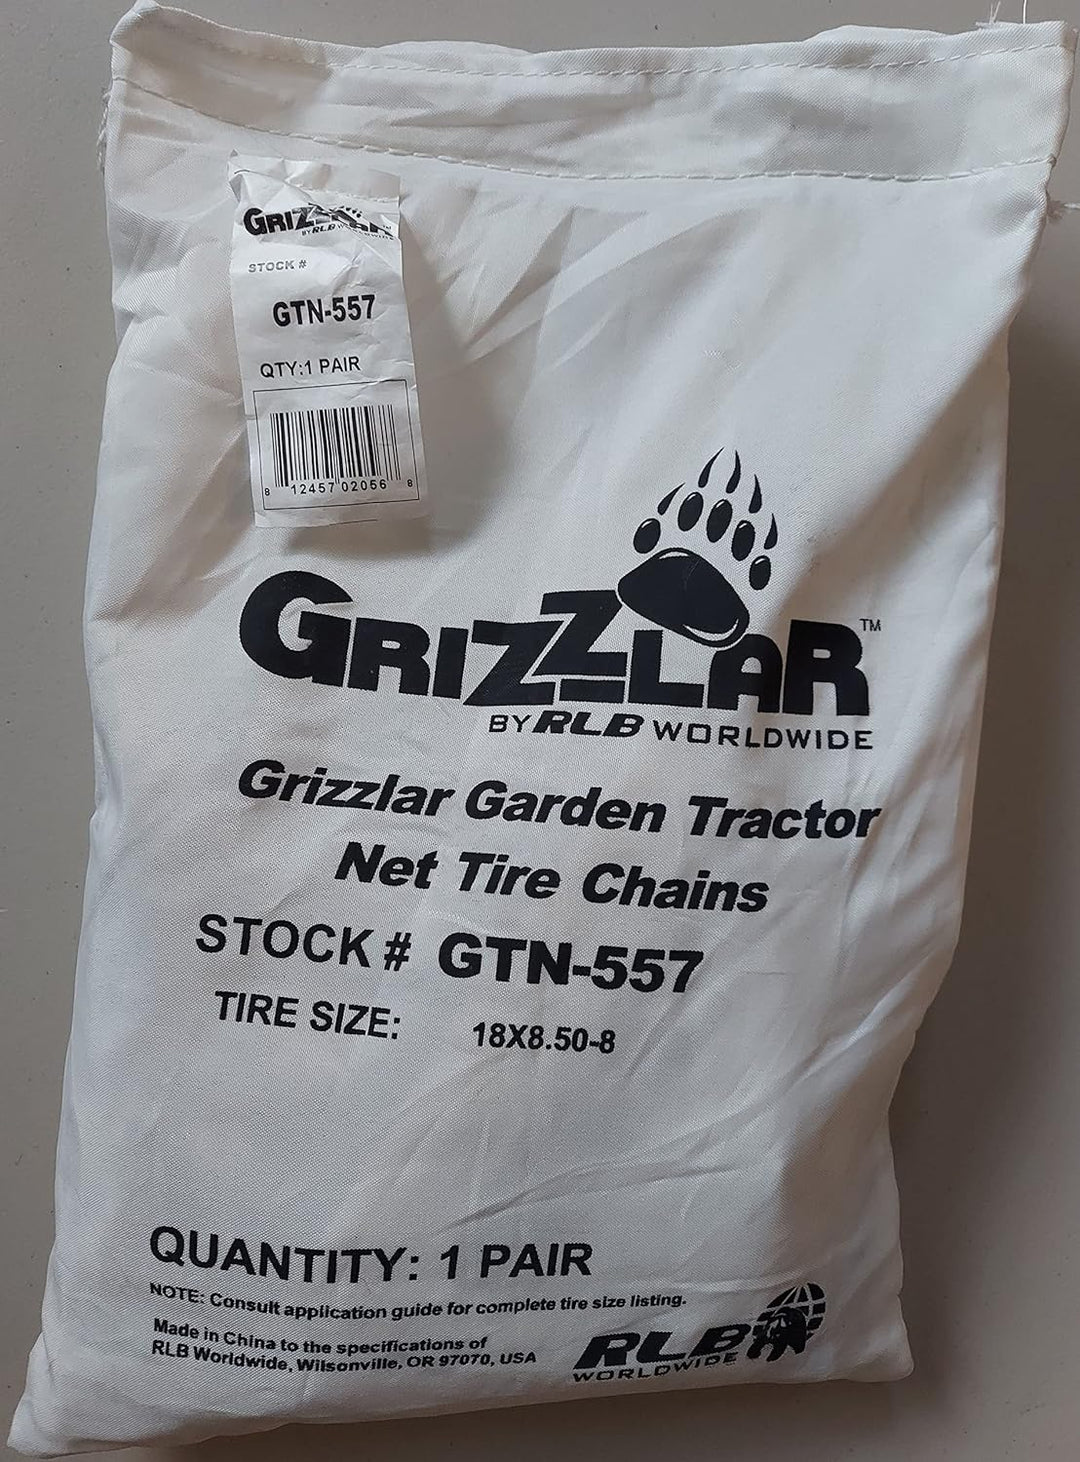 GRIZZLAR™
BY RLB WORLDWIDE
STOCK #
GTN-557
QTY:1 PAIR
8 12457 02056 8
GRIZZLAR™
BY RLB WORLDWIDE
Grizzlar Garden Tractor
Net Tire Chains
STOCK # GTN-557
TIRE SIZE: 18X8.50-8
QUANTITY: 1 PAIR
NOTE: Consult application guide for complete tire size listing.
Made in China to the specifications of
RLB Worldwide, Wilsonville, OR 97070, USA
RLB
WORLDWIDE